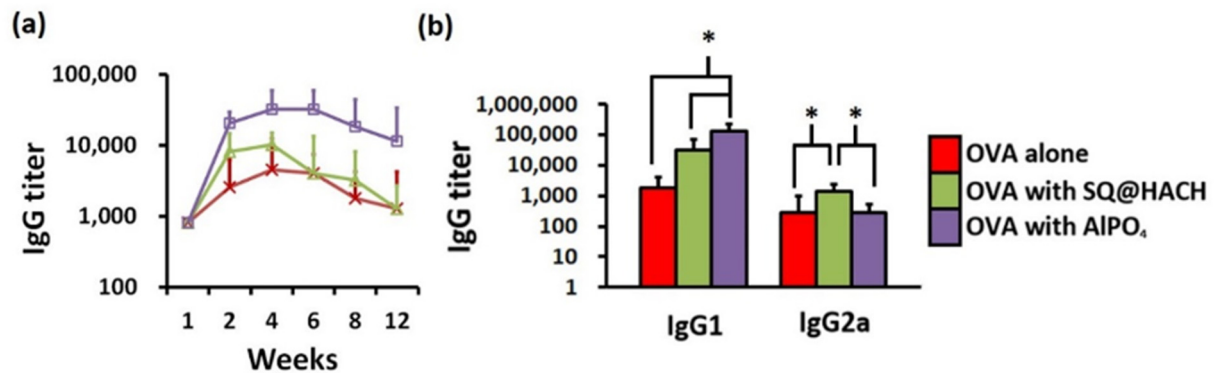 (a)
IgG titer
100,000
10,000
1,000
100
1 2 4 6 8 12
Weeks
(b)
IgG titer
1,000,000
100,000
10,000
1,000
100
10
1
*
* *
IgG1 IgG2a
OVA alone
OVA with SQ@HACH
OVA with AlPO₄